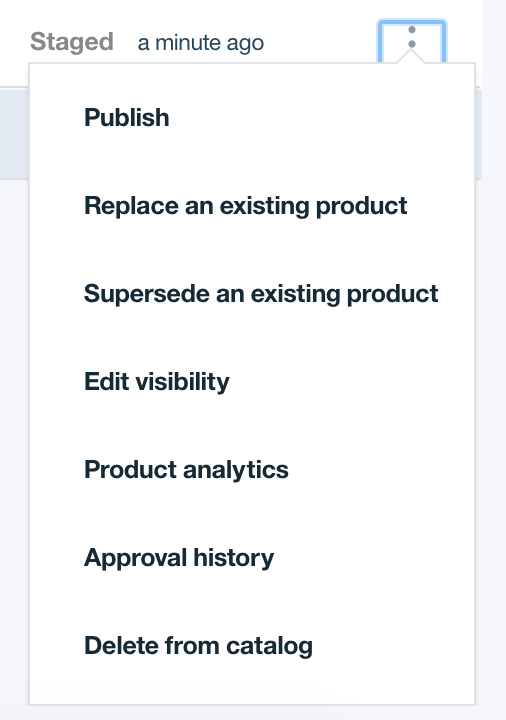 Staged a minute ago
Publish
Replace an existing product
Supersede an existing product
Edit visibility
Product analytics
Approval history
Delete from catalog